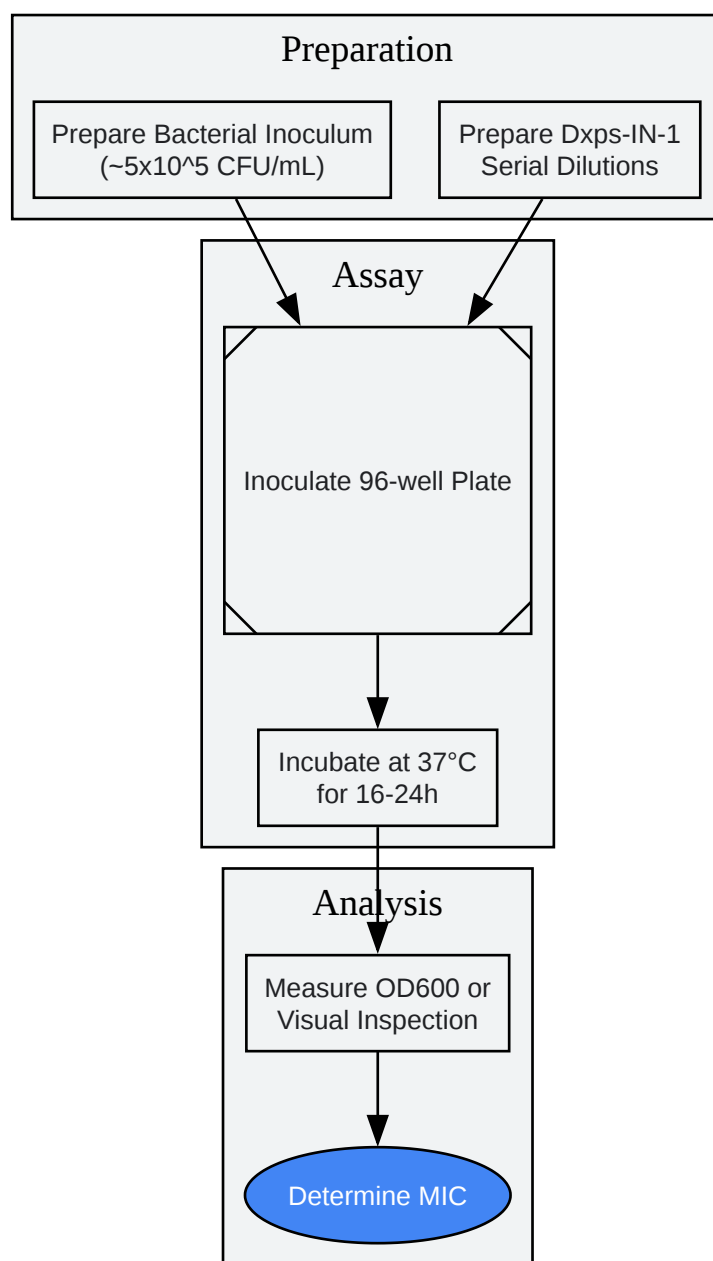 Preparation
Prepare Bacterial Inoculum
(~5x10^5 CFU/mL)
Prepare Dxps-IN-1
Serial Dilutions
Assay
Inoculate 96-well Plate
Incubate at 37°C
for 16-24h
Analysis
Measure OD600 or
Visual Inspection
Determine MIC